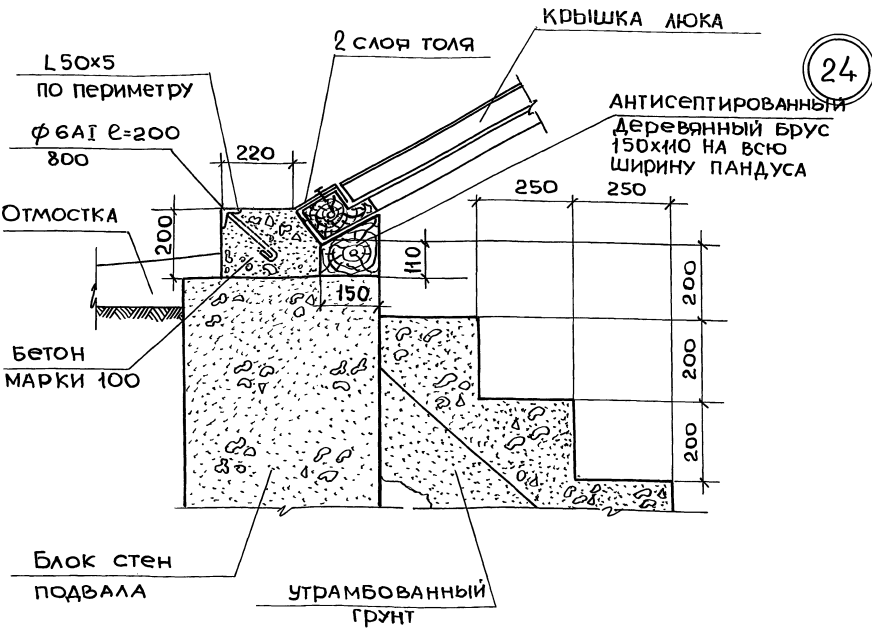 КРЫШКА ЛЮКА
2 СЛОЯ ТОЛЯ
24
L50×5
ПО ПЕРИМЕТРУ
АНТИСЕПТИРОВАННЫЙ
ДЕРЕВЯННЫЙ БРУС
150×110 НА ВСЮ
ШИРИНУ ПАНДУСА
ϕ6АI ℓ=200
800
220
250
250
ОТМОСТКА
200
110
150
200
200
200
БЕТОН
МАРКИ 100
БЛОК СТЕН
ПОДВАЛА
УТРАМБОВАННЫЙ
ГРУНТ